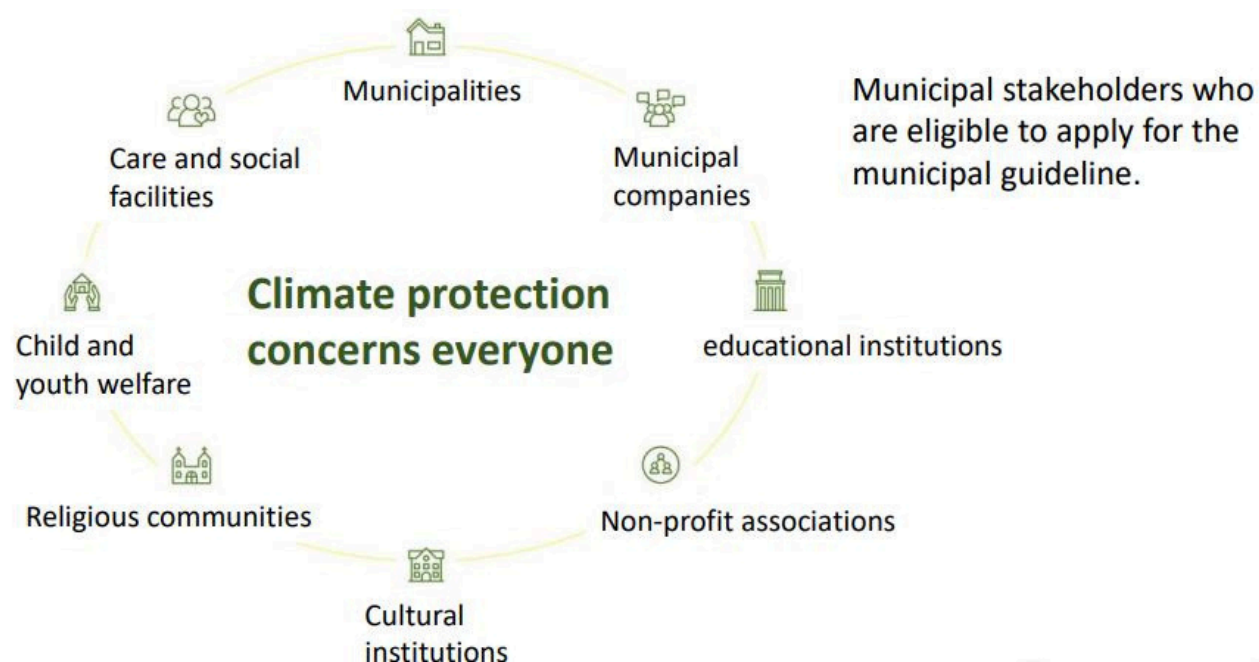 Municipalities
Municipal stakeholders who
are eligible to apply for the
municipal guideline.
Care and social
facilities
Municipal
companies
Climate protection
concerns everyone
Child and
youth welfare
educational institutions
Religious communities
Non-profit associations
Cultural
institutions